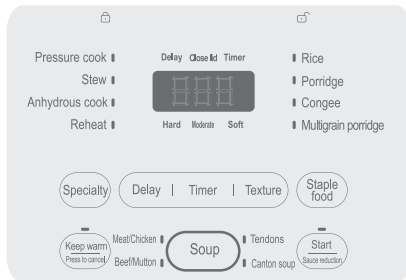 Delay Close lid Timer
Pressure cook
Stew
Anhydrous cook
Reheat
Hard Moderate Soft
Rice
Porridge
Congee
Multigrain porridge
Specialty
Delay | Timer | Texture
Staple food
Keep warm
Press to cancel
Meat/Chicken
Beef/Mutton
Soup
Tendons
Canton soup
Start
Sauce reduction